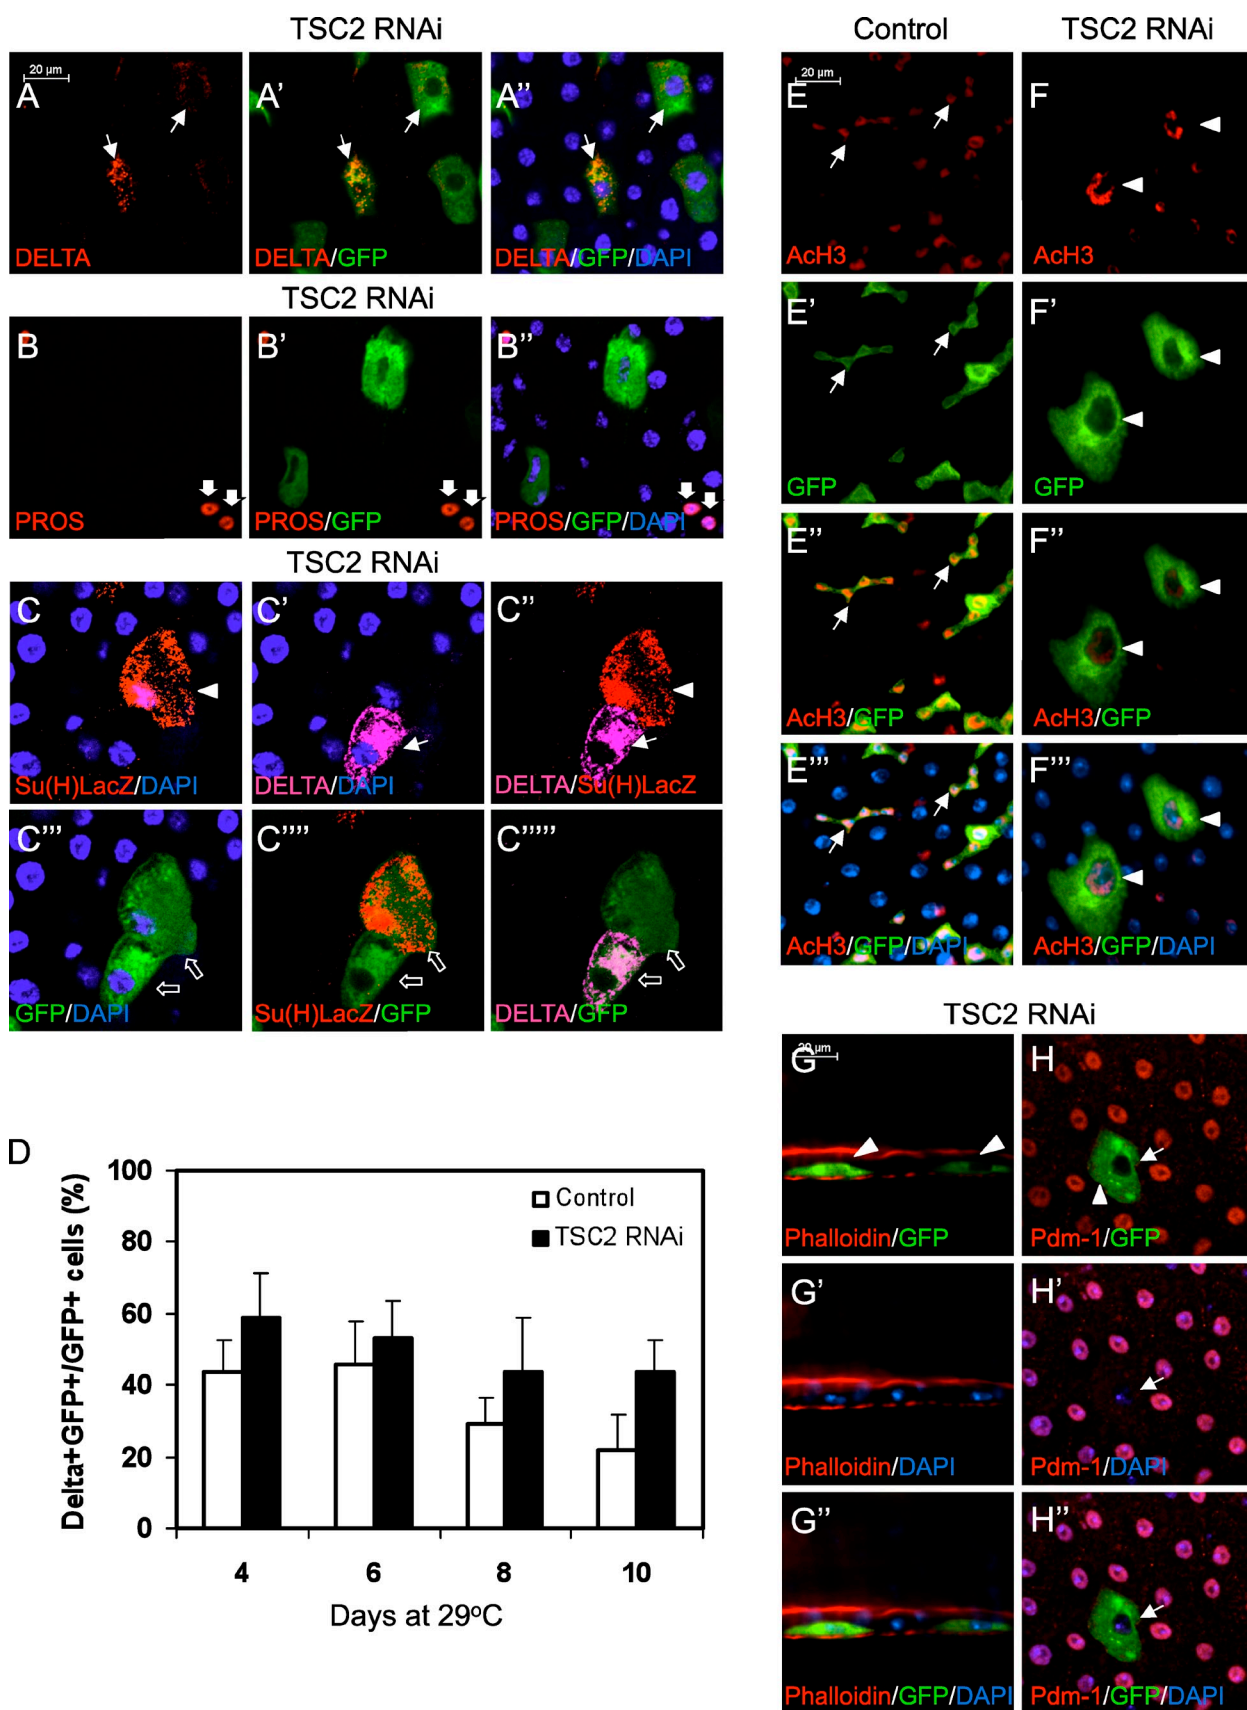 TSC2 RNAi
20 µm
A
DELTA
A'
DELTA/GFP
A''
DELTA/GFP/DAPI
TSC2 RNAi
B
PROS
B'
PROS/GFP
B''
PROS/GFP/DAPI
TSC2 RNAi
C
Su(H)LacZ/DAPI
C'
DELTA/DAPI
C''
DELTA/Su(H)LacZ
C'''
GFP/DAPI
C''''
Su(H)LacZ/GFP
C'''''
DELTA/GFP
D
Delta+GFP+/GFP+ cells (%)
100
80
60
40
20
0
Control
TSC2 RNAi
4 6 8 10
Days at 29°C
Control
TSC2 RNAi
20 µm
E
AcH3
F
AcH3
E'
GFP
F'
GFP
E''
AcH3/GFP
F''
AcH3/GFP
E'''
AcH3/GFP/DAPI
F'''
AcH3/GFP/DAPI
TSC2 RNAi
20 µm
G
Phalloidin/GFP
H
Pdm-1/GFP
G'
Phalloidin/DAPI
H'
Pdm-1/DAPI
G''
Phalloidin/GFP/DAPI
H''
Pdm-1/GFP/DAPI